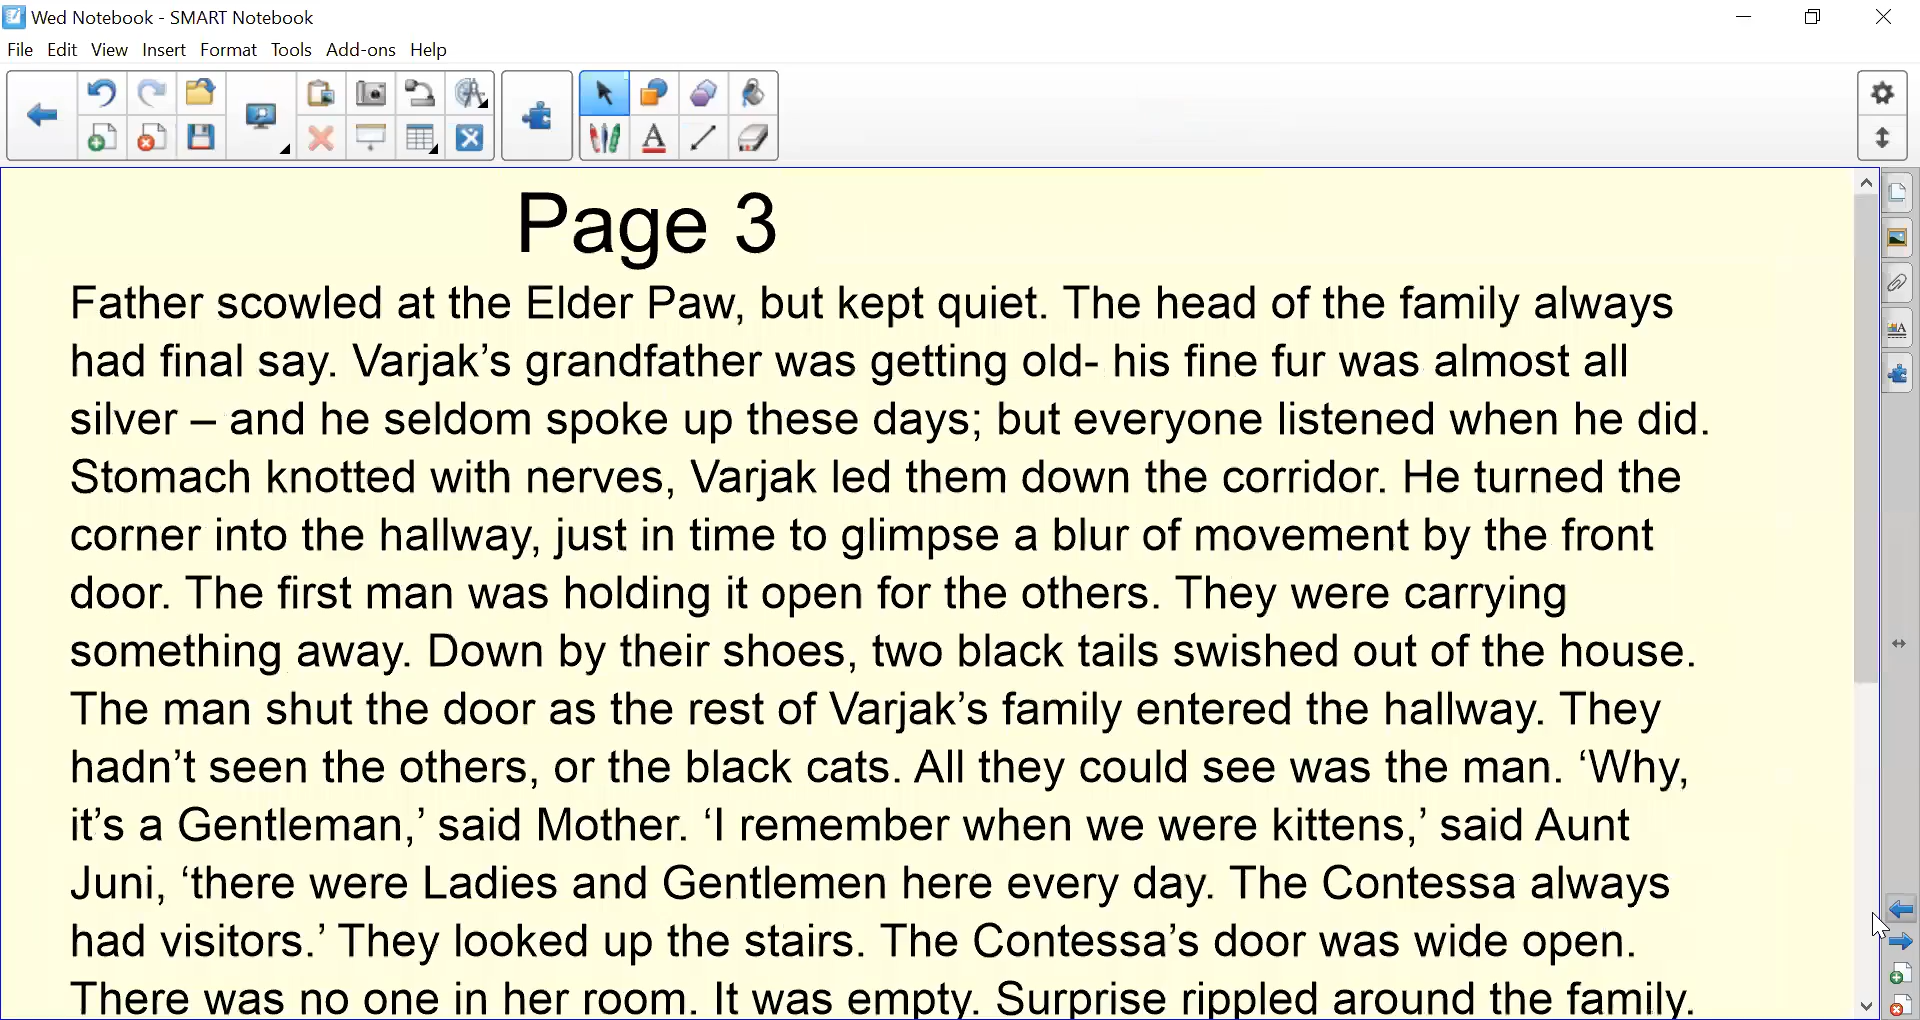 Wed Notebook - SMART Notebook
File Edit View Insert Format Tools Add-ons Help
Page 3
Father scowled at the Elder Paw, but kept quiet. The head of the family always
had final say. Varjak’s grandfather was getting old- his fine fur was almost all
silver – and he seldom spoke up these days; but everyone listened when he did.
Stomach knotted with nerves, Varjak led them down the corridor. He turned the
corner into the hallway, just in time to glimpse a blur of movement by the front
door. The first man was holding it open for the others. They were carrying
something away. Down by their shoes, two black tails swished out of the house.
The man shut the door as the rest of Varjak’s family entered the hallway. They
hadn’t seen the others, or the black cats. All they could see was the man. ‘Why,
it’s a Gentleman,’ said Mother. ‘I remember when we were kittens,’ said Aunt
Juni, ‘there were Ladies and Gentlemen here every day. The Contessa always
had visitors.’ They looked up the stairs. The Contessa’s door was wide open.
There was no one in her room. It was empty. Surprise rippled around the family.